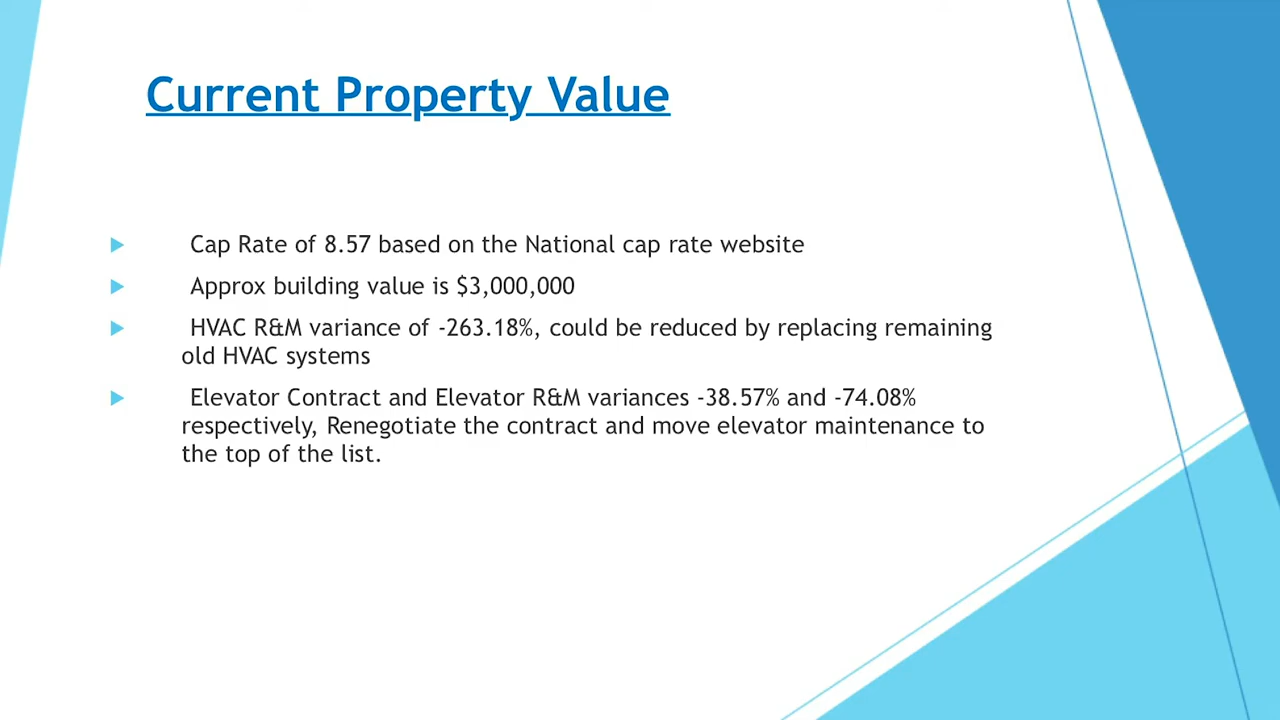 Current Property Value
Cap Rate of 8.57 based on the National cap rate website
Approx building value is $3,000,000
HVAC R&M variance of -263.18%, could be reduced by replacing remaining
old HVAC systems
Elevator Contract and Elevator R&M variances -38.57% and -74.08%
respectively, Renegotiate the contract and move elevator maintenance to
the top of the list.